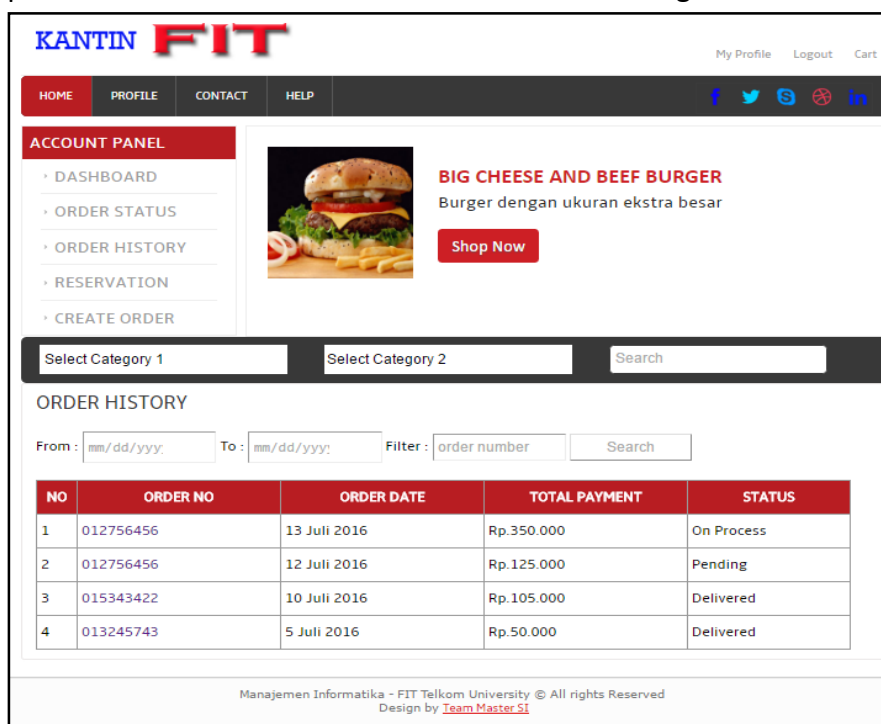 KANTIN FIT
My Profile Logout Cart
HOME PROFILE CONTACT HELP
ACCOUNT PANEL
DASHBOARD
ORDER STATUS
ORDER HISTORY
RESERVATION
CREATE ORDER
BIG CHEESE AND BEEF BURGER
Burger dengan ukuran ekstra besar
Shop Now
Select Category 1 Select Category 2 Search
ORDER HISTORY
From : mm/dd/yyy To : mm/dd/yyy Filter : order number Search
NO ORDER NO ORDER DATE TOTAL PAYMENT STATUS
1 012756456 13 Juli 2016 Rp.350.000 On Process
2 012756456 12 Juli 2016 Rp.125.000 Pending
3 015343422 10 Juli 2016 Rp.105.000 Delivered
4 013245743 5 Juli 2016 Rp.50.000 Delivered
Manajemen Informatika - FIT Telkom University © All rights Reserved
Design by Team Master SI